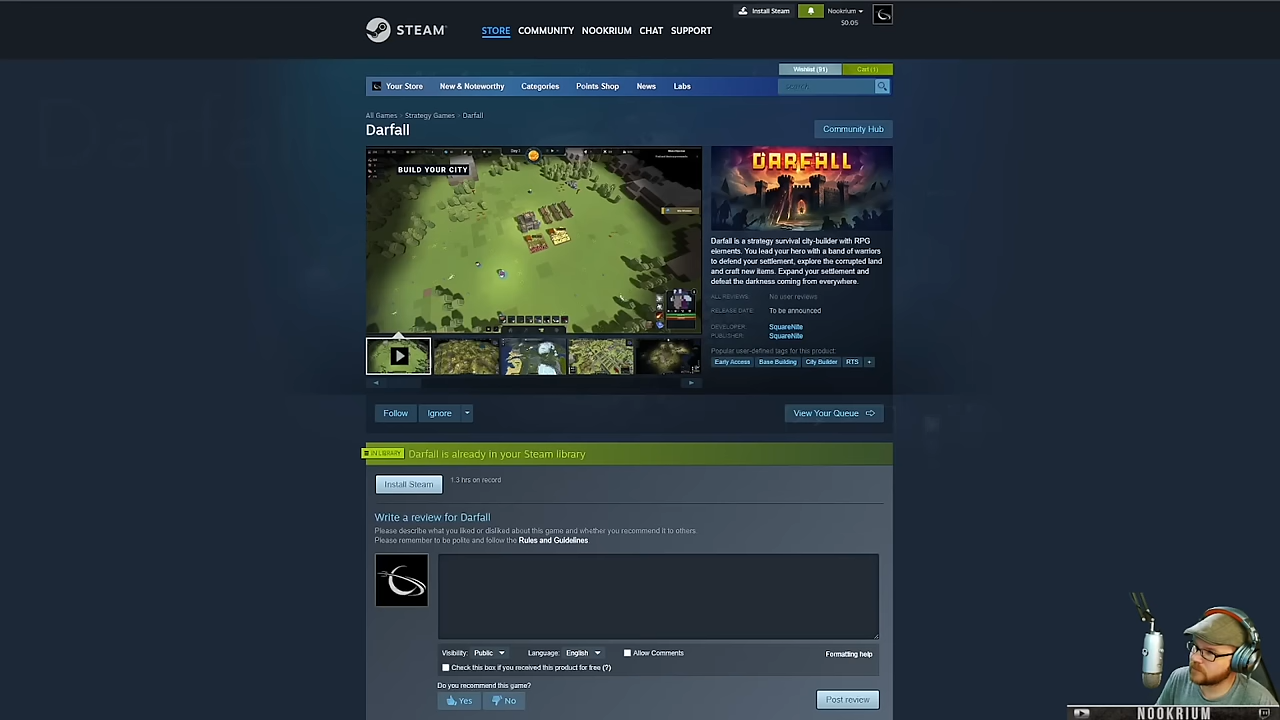 Install Steam
Nookrium
$0.05
STEAM
STORE COMMUNITY NOOKRIUM CHAT SUPPORT
Wishlist (91) Cart (1)
Your Store New & Noteworthy Categories Points Shop News Labs
All Games > Strategy Games > Darfall
Darfall
Community Hub
BUILD YOUR CITY
DARFALL
Darfall is a strategy survival city-builder with RPG
elements. You lead your hero with a band of warriors
to defend your settlement, explore the corrupted land
and craft new items. Expand your settlement and
defeat the darkness coming from everywhere.
ALL REVIEWS: No user reviews
RELEASE DATE: To be announced
DEVELOPER: SquareNite
PUBLISHER: SquareNite
Popular user-defined tags for this product:
Early Access Base Building City Builder RTS +
Follow Ignore View Your Queue
IN LIBRARY Darfall is already in your Steam library
Install Steam 1.3 hrs on record
Write a review for Darfall
Please describe what you liked or disliked about this game and whether you recommend it to others.
Please remember to be polite and follow the Rules and Guidelines.
Visibility: Public Language: English Allow Comments Formatting help
Check this box if you received this product for free (?)
Do you recommend this game?
Yes No Post review
NOOKRIUM